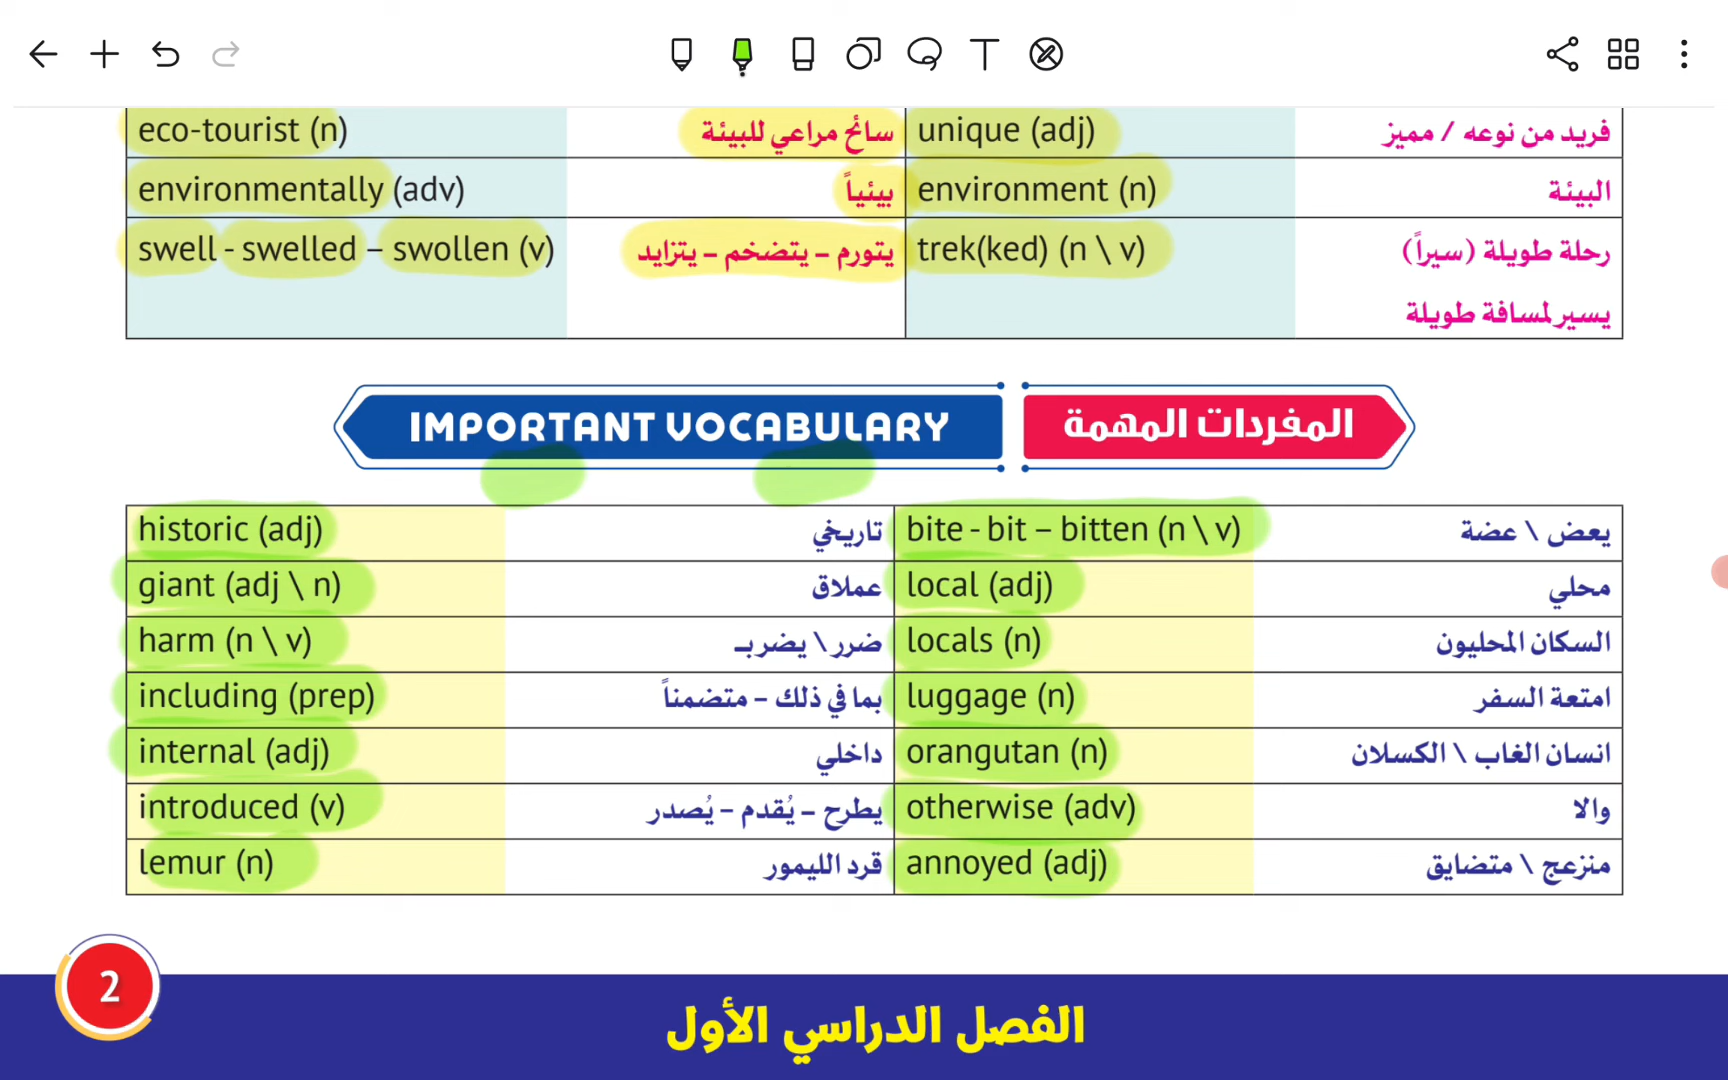 eco-tourist (n) سائح مراعي للبيئة unique (adj) فريد من نوعه / مميز
environmentally (adv) بيئياً environment (n) البيئة
swell - swelled – swollen (v) يتورم – يتضخم – يتزايد trek(ked) (n \ v) رحلة طويلة (سيراً)
يسير لمسافة طويلة
IMPORTANT VOCABULARY المفردات المهمة
historic (adj) تاريخي bite - bit – bitten (n \ v) يعض \ عضة
giant (adj \ n) عملاق local (adj) محلي
harm (n \ v) ضرر \ يضر بـ locals (n) السكان المحليون
including (prep) بما في ذلك – متضمناً luggage (n) امتعة السفر
internal (adj) داخلي orangutan (n) انسان الغاب \ الكسلان
introduced (v) يطرح – يُقدم – يُصدر otherwise (adv) والا
lemur (n) قرد الليمور annoyed (adj) منزعج \ متضايق
2
الفصل الدراسي الأول